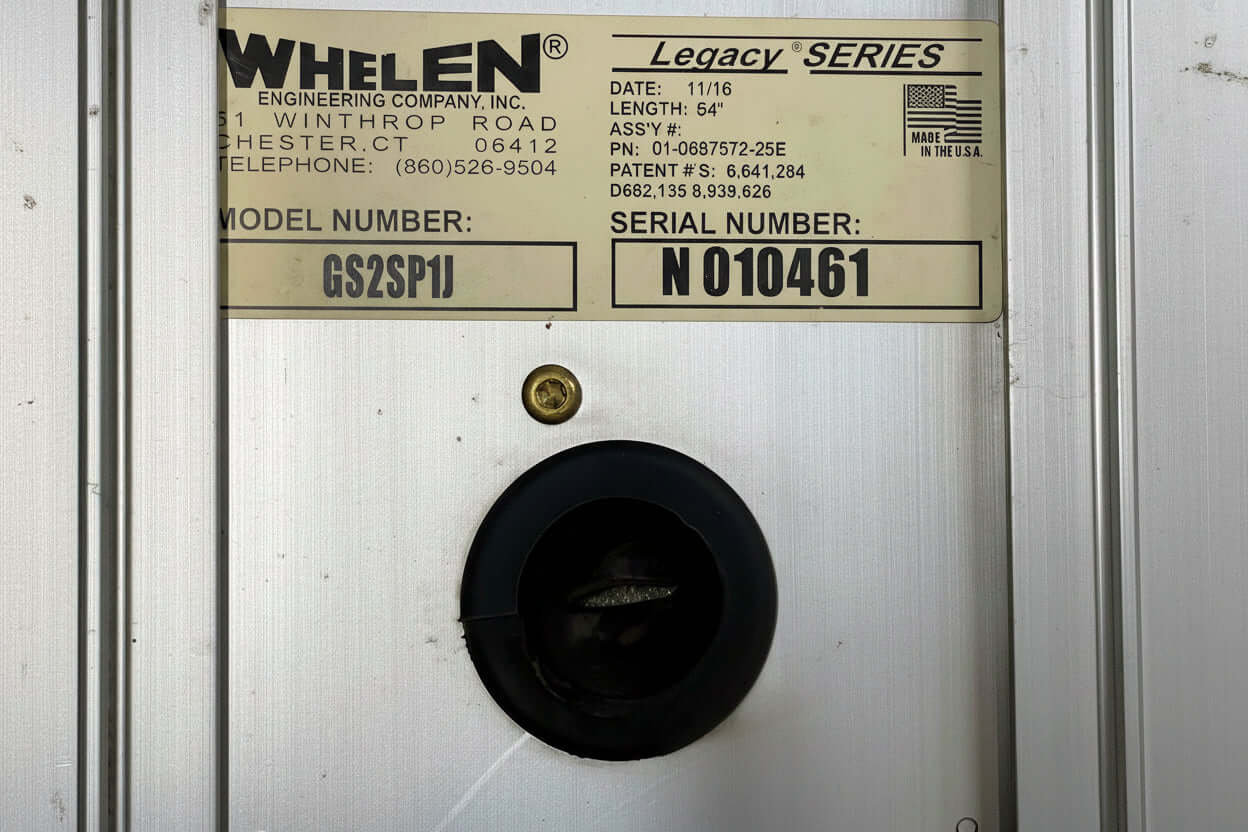 WHELEN®
ENGINEERING COMPANY, INC.
51 WINTHROP ROAD
CHESTER, CT 06412
TELEPHONE: (860)526-9504
MODEL NUMBER:
GS2SP1J
Legacy® SERIES
DATE: 11/16
LENGTH: 54"
ASS'Y #:
PN: 01-0687572-25E
PATENT #'S: 6,641,284
D662,135 8,939,626
MADE
IN THE U.S.A.
SERIAL NUMBER:
N 010461